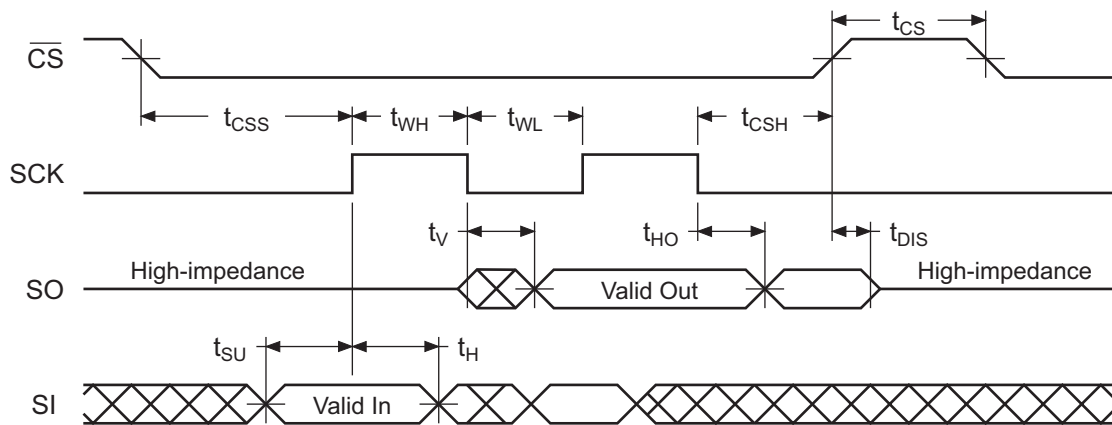 tCS
CS
tCSS
tWH
tWL
tCSH
SCK
tV
tHO
tDIS
High-impedance
High-impedance
SO
Valid Out
tSU
tH
SI
Valid In